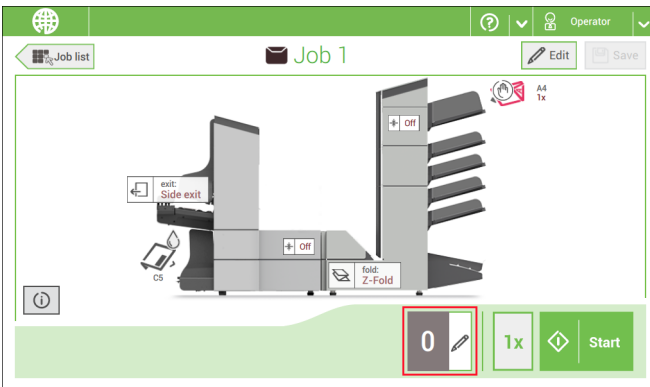 Operator
Job list
Job 1
Edit
Save
A4
1x
Off
exit:
Side exit
Off
C5
fold:
Z-Fold
0
1x
Start